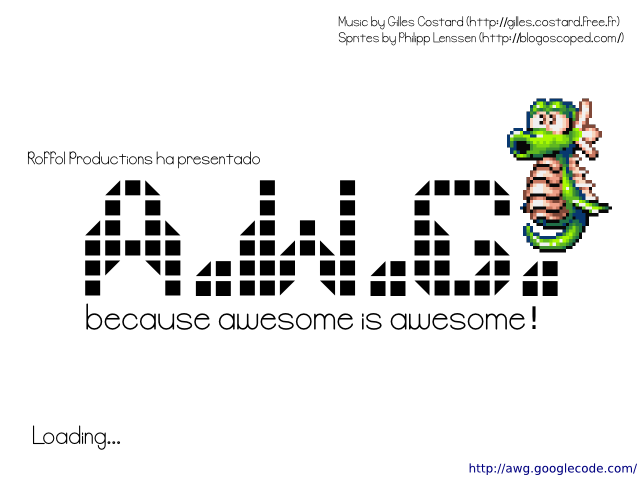 Music by Gilles Costard (http://gilles.costard.free.fr)
Sprites by Philipp Lenssen (http://blogoscoped.com/)
Roffol Productions ha presentado
A.W.G.
because awesome is awesome!
Loading...
http://awg.googlecode.com/